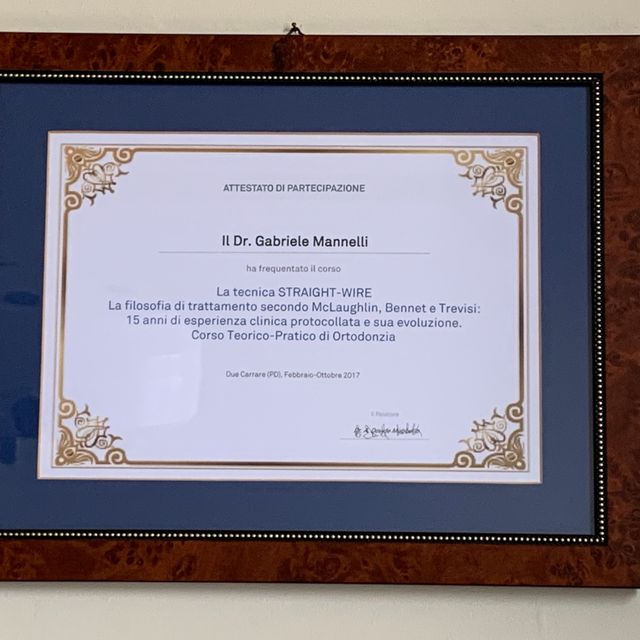 ATTESTATO DI PARTECIPAZIONE
Il Dr. Gabriele Mannelli
ha frequentato il corso
La tecnica STRAIGHT-WIRE
La filosofia di trattamento secondo McLaughlin, Bennet e Trevisi:
15 anni di esperienza clinica protocollata e sua evoluzione.
Corso Teorico-Pratico di Ortodonzia
Due Carrare (PD), Febbraio-Ottobre 2017
Il Relatore